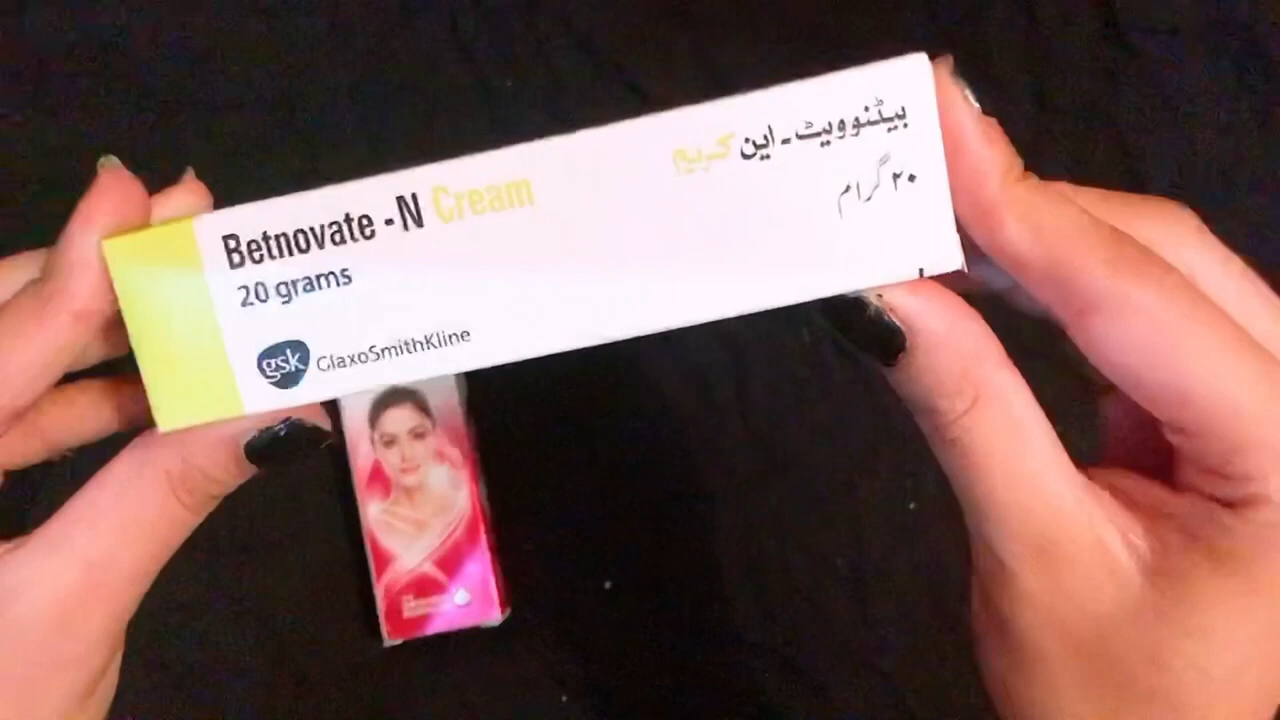 Betnovate - N Cream
20 grams
gsk GlaxoSmithKline
بیٹنوویٹ - این کریم
۲۰ گرام